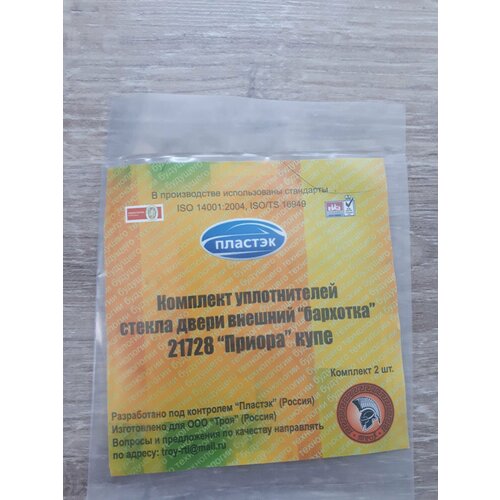 В производстве использованы стандарты
ISO 14001:2004, ISO/TS 16949
ПЛАСТЭК
Комплект уплотнителей
стекла двери внешний "бархотка"
21728 "Приора" купе
Комплект 2 шт.
Разработано под контролем "Пластэк" (Россия)
Изготовлено для ООО "Троя" (Россия)
Вопросы и предложения по качеству направлять
по адресу: troy-rti@mail.ru